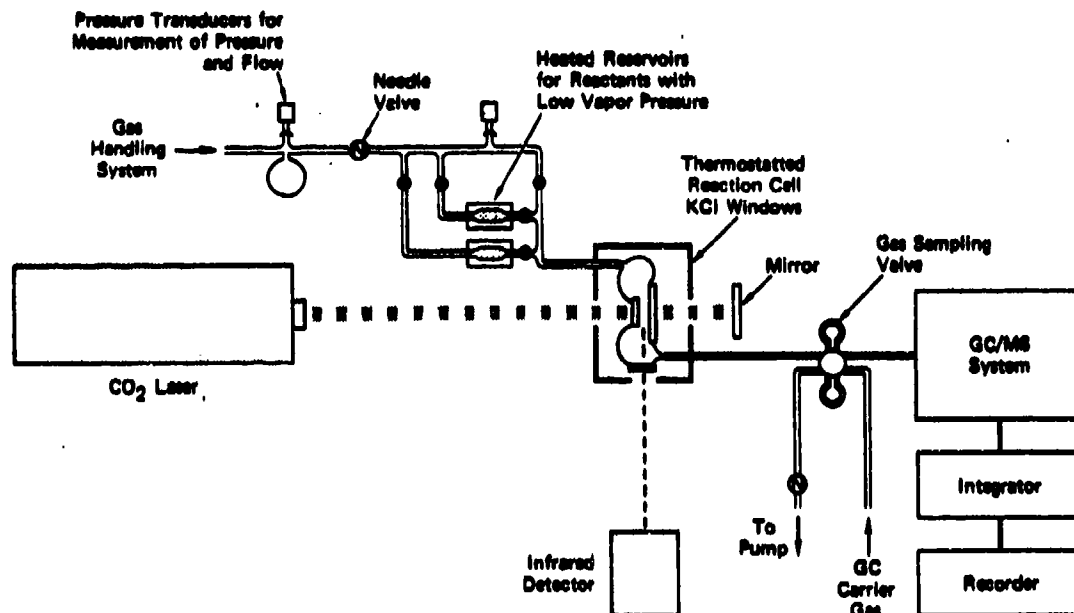 Pressure Transducers for
Measurement of Pressure
and Flow
Needle
Valve
Heated Reservoirs
for Reactants with
Low Vapor Pressure
Gas
Handling
System
Thermostatted
Reaction Cell
KCl Windows
Gas Sampling
Valve
Mirror
CO₂ Laser
GC/MS
System
Integrator
Recorder
To
Pump
GC
Carrier
Gas
Infrared
Detector